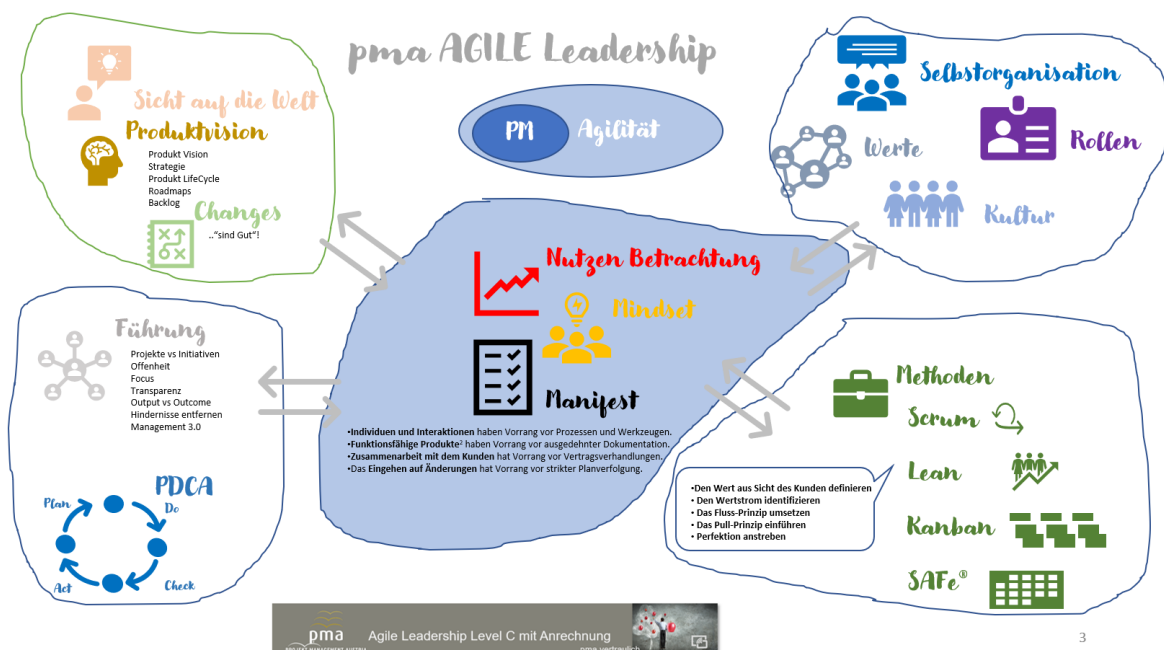 pma AGILE Leadership
PM
Agilität
Sicht auf die Welt
Produktvision
Produkt Vision
Strategie
Produkt LifeCycle
Roadmaps
Backlog
Changes
.."sind Gut"!
Selbstorganisation
Rollen
Werte
Kultur
Nutzen Betrachtung
Mindset
Manifest
•Individuen und Interaktionen haben Vorrang vor Prozessen und Werkzeugen.
•Funktionsfähige Produkte² haben Vorrang vor ausgedehnter Dokumentation.
•Zusammenarbeit mit dem Kunden hat Vorrang vor Vertragsverhandlungen.
•Das Eingehen auf Änderungen hat Vorrang vor strikter Planverfolgung.
Führung
Projekte vs Initiativen
Offenheit
Focus
Transparenz
Output vs Outcome
Hindernisse entfernen
Management 3.0
PDCA
Plan
Do
Act
Check
Methoden
Scrum
Lean
Kanban
SAFe®
•Den Wert aus Sicht des Kunden definieren
• Den Wertstrom identifizieren
• Das Fluss-Prinzip umsetzen
• Das Pull-Prinzip einführen
• Perfektion anstreben
pma
PROJEKT MANAGEMENT AUSTRIA
Agile Leadership Level C mit Anrechnung
pma vertraulich
3